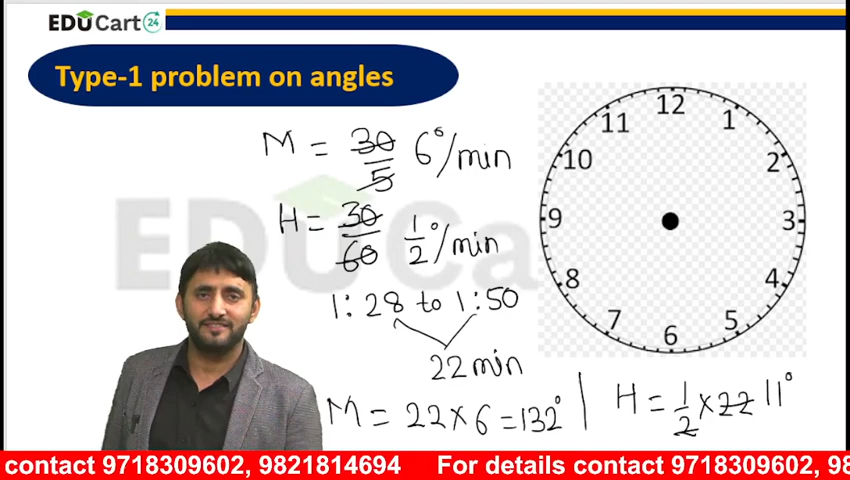 EDUCart24
Type-1 problem on angles
M = 30/5 6°/min
H = 30/60 1/2°/min
1:28 to 1:50
22 min
M = 22 × 6 = 132° | H = 1/2 × 22 11°
12
11 1
10 2
9 3
8 4
7 5
6
EDUCa
contact 9718309602, 9821814694 For details contact 9718309602, 98